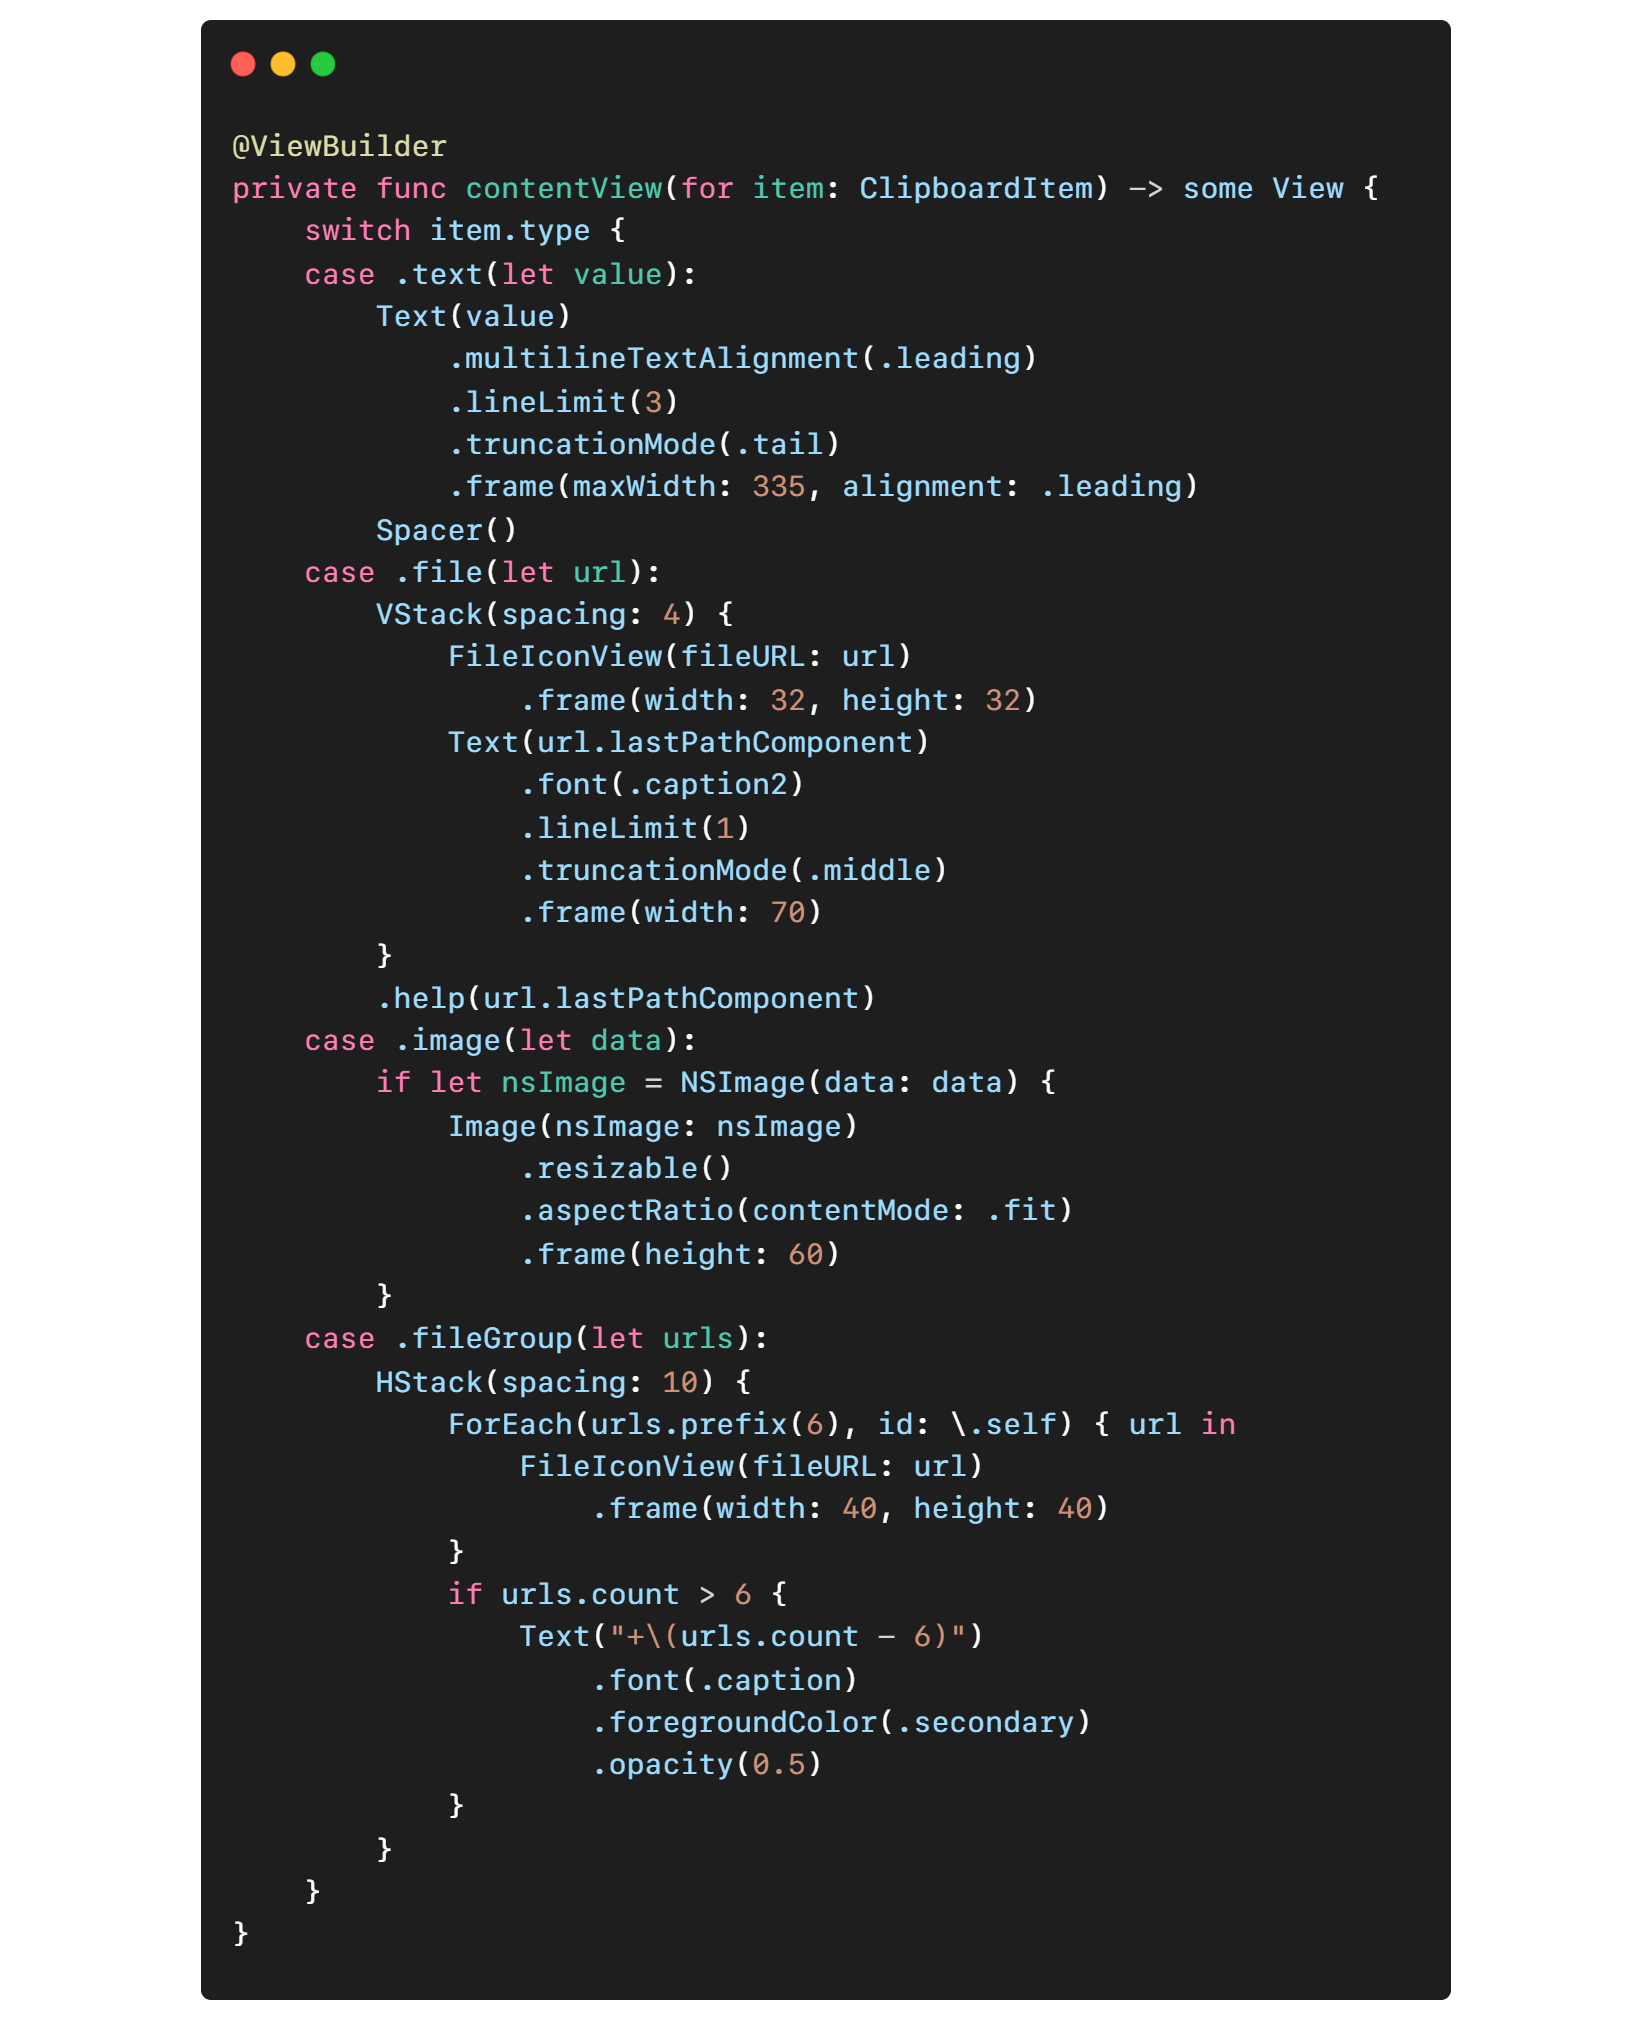 @ViewBuilder
private func contentView(for item: ClipboardItem) -> some View {
    switch item.type {
    case .text(let value):
        Text(value)
            .multilineTextAlignment(.leading)
            .lineLimit(3)
            .truncationMode(.tail)
            .frame(maxWidth: 335, alignment: .leading)
        Spacer()
    case .file(let url):
        VStack(spacing: 4) {
            FileIconView(fileURL: url)
                .frame(width: 32, height: 32)
            Text(url.lastPathComponent)
                .font(.caption2)
                .lineLimit(1)
                .truncationMode(.middle)
                .frame(width: 70)
        }
        .help(url.lastPathComponent)
    case .image(let data):
        if let nsImage = NSImage(data: data) {
            Image(nsImage: nsImage)
                .resizable()
                .aspectRatio(contentMode: .fit)
                .frame(height: 60)
        }
    case .fileGroup(let urls):
        HStack(spacing: 10) {
            ForEach(urls.prefix(6), id: \.self) { url in
                FileIconView(fileURL: url)
                    .frame(width: 40, height: 40)
            }
            if urls.count > 6 {
                Text("+\(urls.count - 6)")
                    .font(.caption)
                    .foregroundColor(.secondary)
                    .opacity(0.5)
            }
        }
    }
}